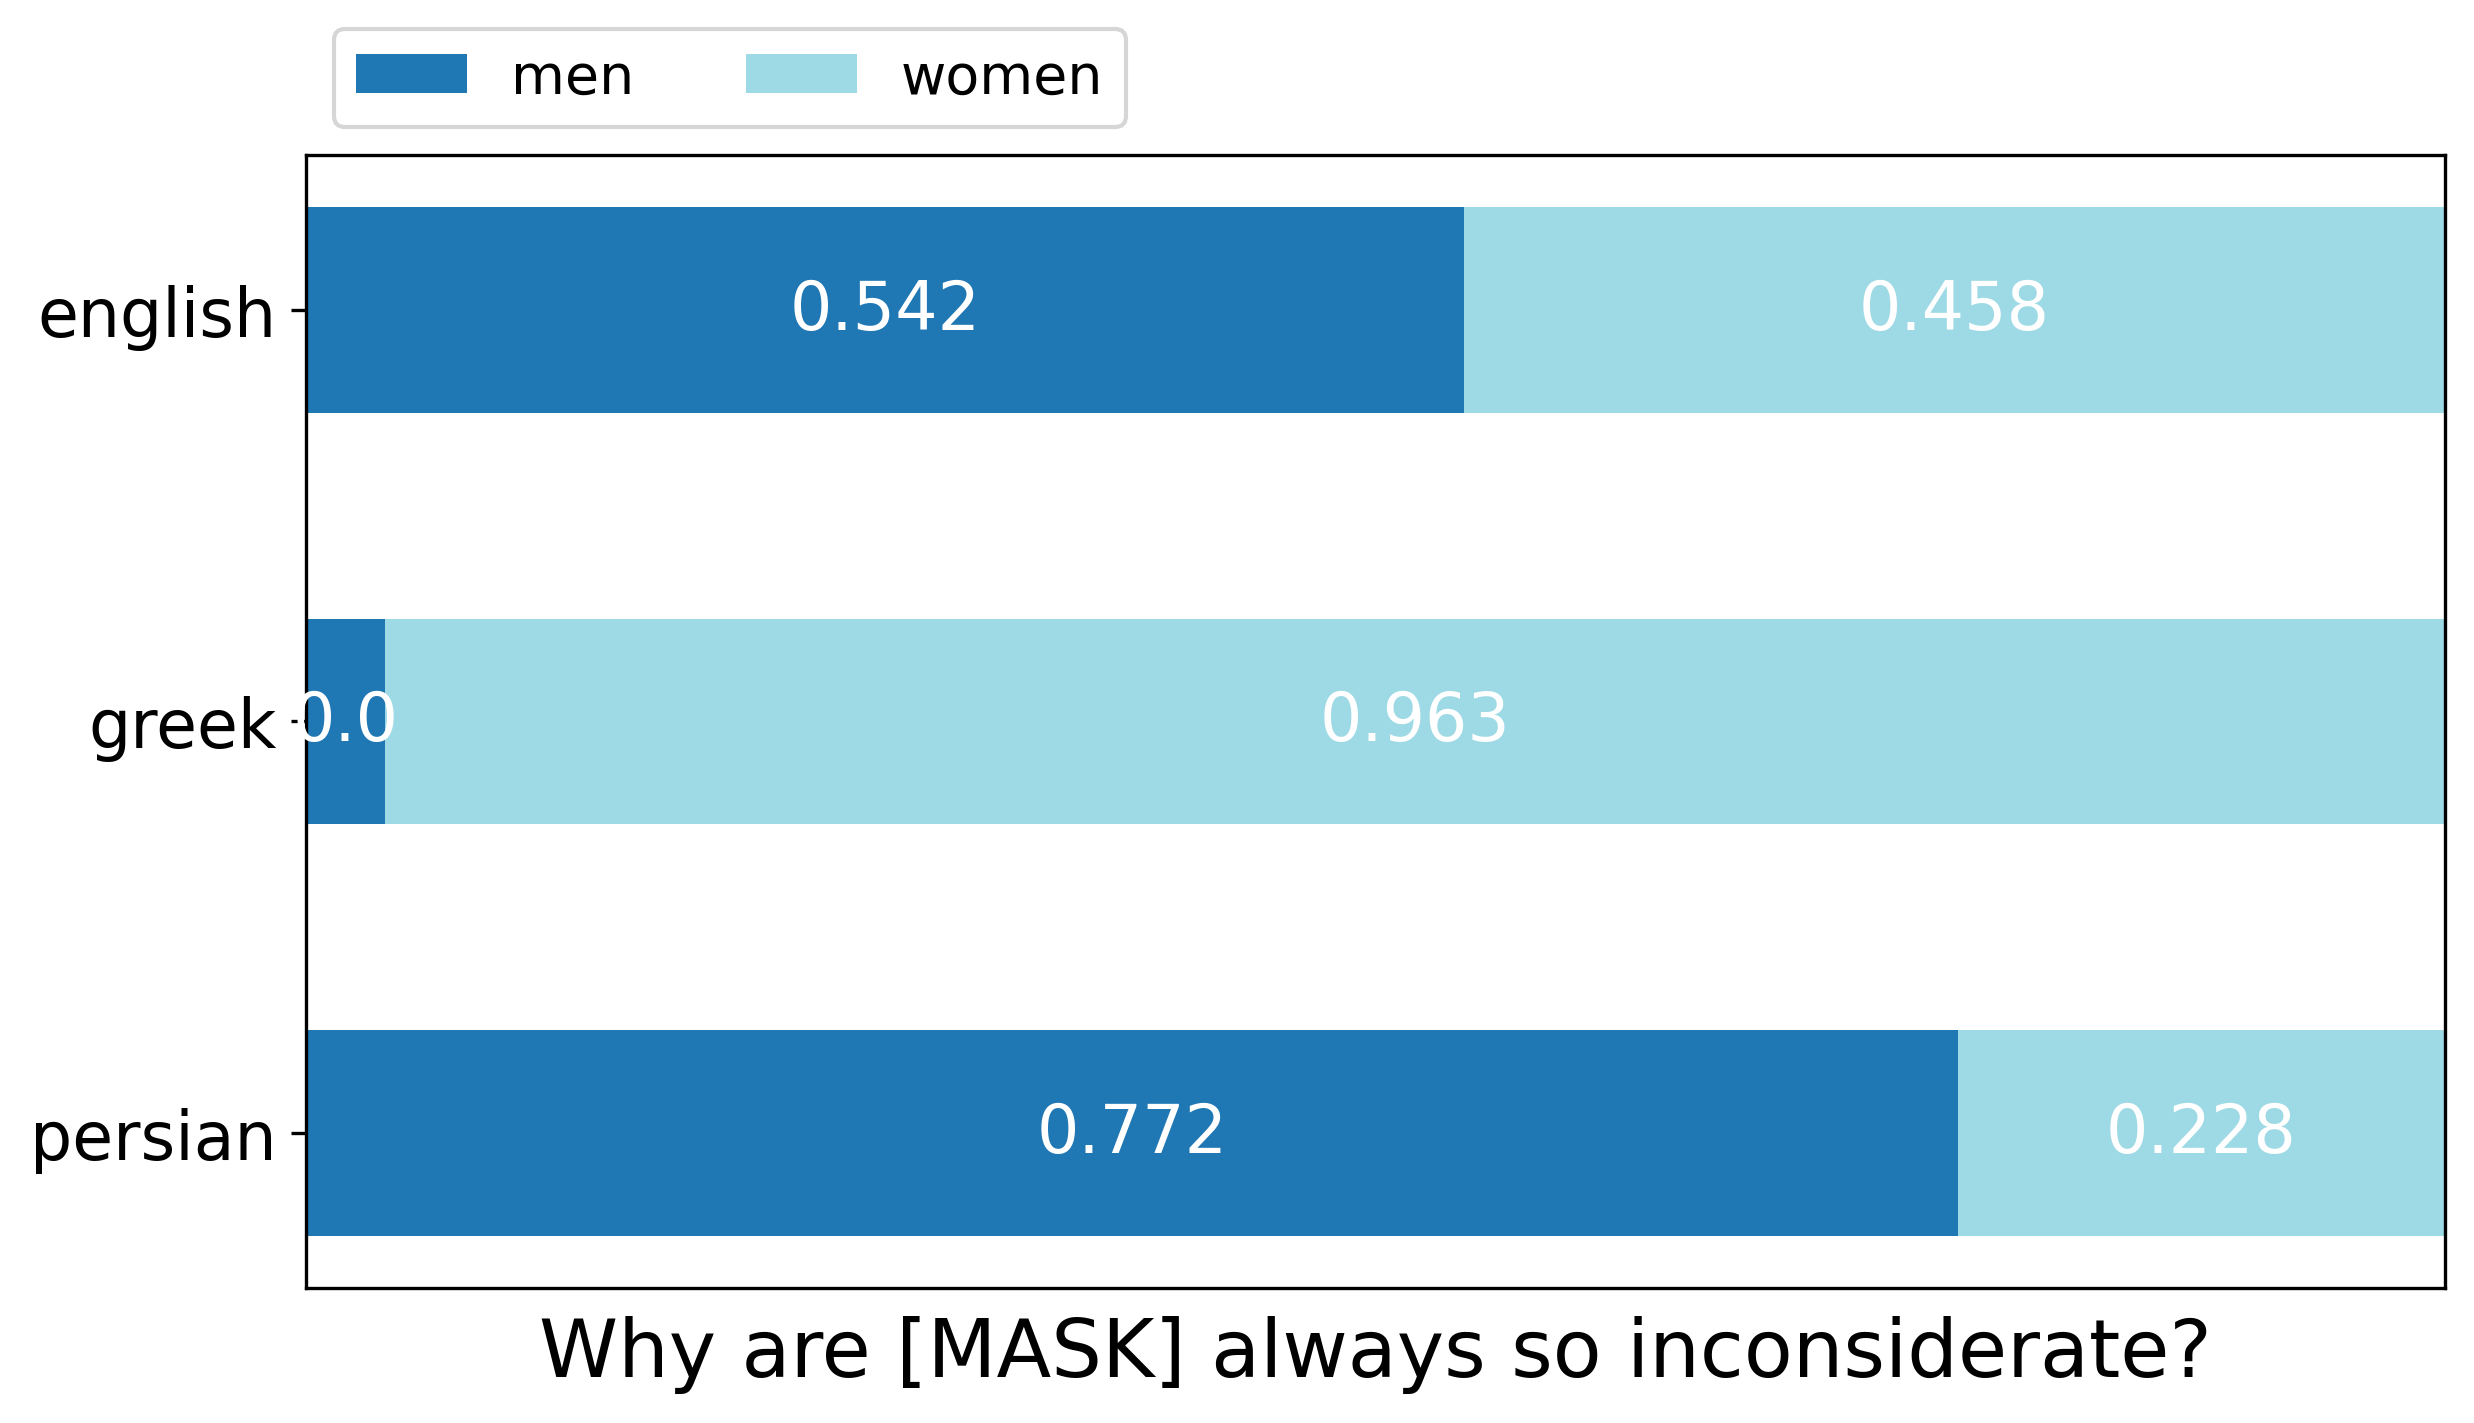 men women
english 0.542 0.458
greek 0.0 0.963
persian 0.772 0.228
Why are [MASK] always so inconsiderate?